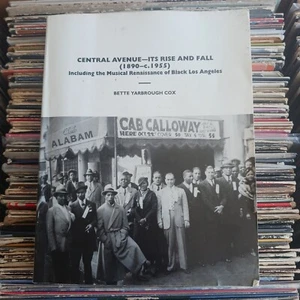 CENTRAL AVENUE—ITS RISE AND FALL
(1890-c.1955)
Including the Musical Renaissance of Black Los Angeles
BETTE YARBROUGH COX
ALABAM
CAB CALLOWAY
HERE